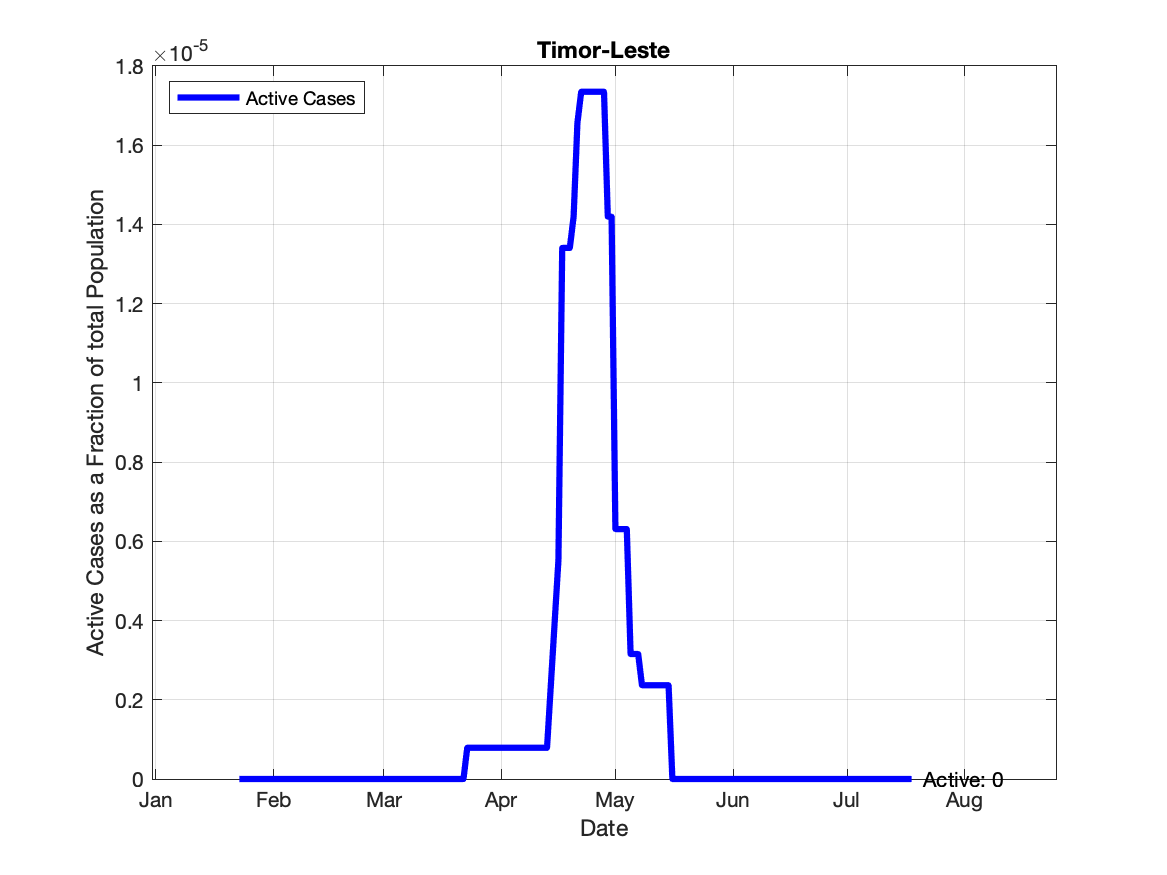 Timor-Leste
×10-5
1.8
1.6
1.4
1.2
1
0.8
0.6
0.4
0.2
0
Active Cases
Active Cases as a Fraction of total Population
Active: 0
Jan Feb Mar Apr May Jun Jul Aug
Date